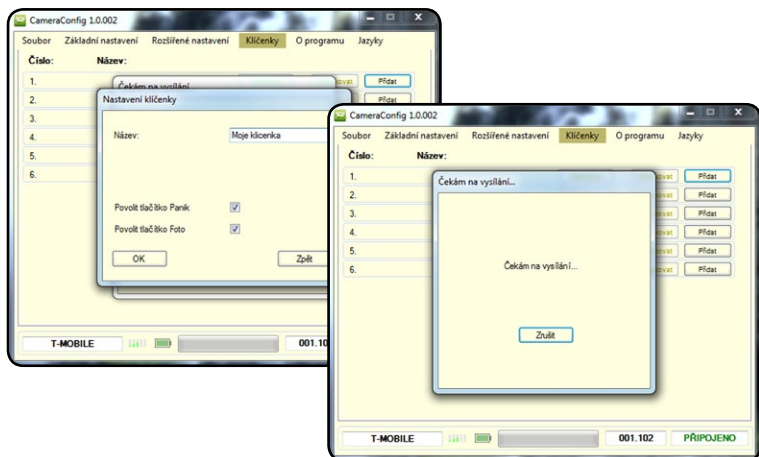 CameraConfig 1.0.002
Soubor Základní nastavení Rozšířené nastavení Klíčenky O programu Jazyky
Číslo: Název:
1. Přidat
Čekám na vysílání...
2. Přidat
Nastavení klíčenky
3.
4.
5.
6.
Název: Moje klicenka
Povolit tlačítko Panik
Povolit tlačítko Foto
OK Zpět
T-MOBILE 001.10
CameraConfig 1.0.002
Soubor Základní nastavení Rozšířené nastavení Klíčenky O programu Jazyky
Číslo: Název:
1. Přidat
Čekám na vysílání...
2. Přidat
3. Přidat
4. Přidat
5. Přidat
6. Přidat
Čekám na vysílání...
Zrušit
T-MOBILE 001.102 PŘIPOJENO